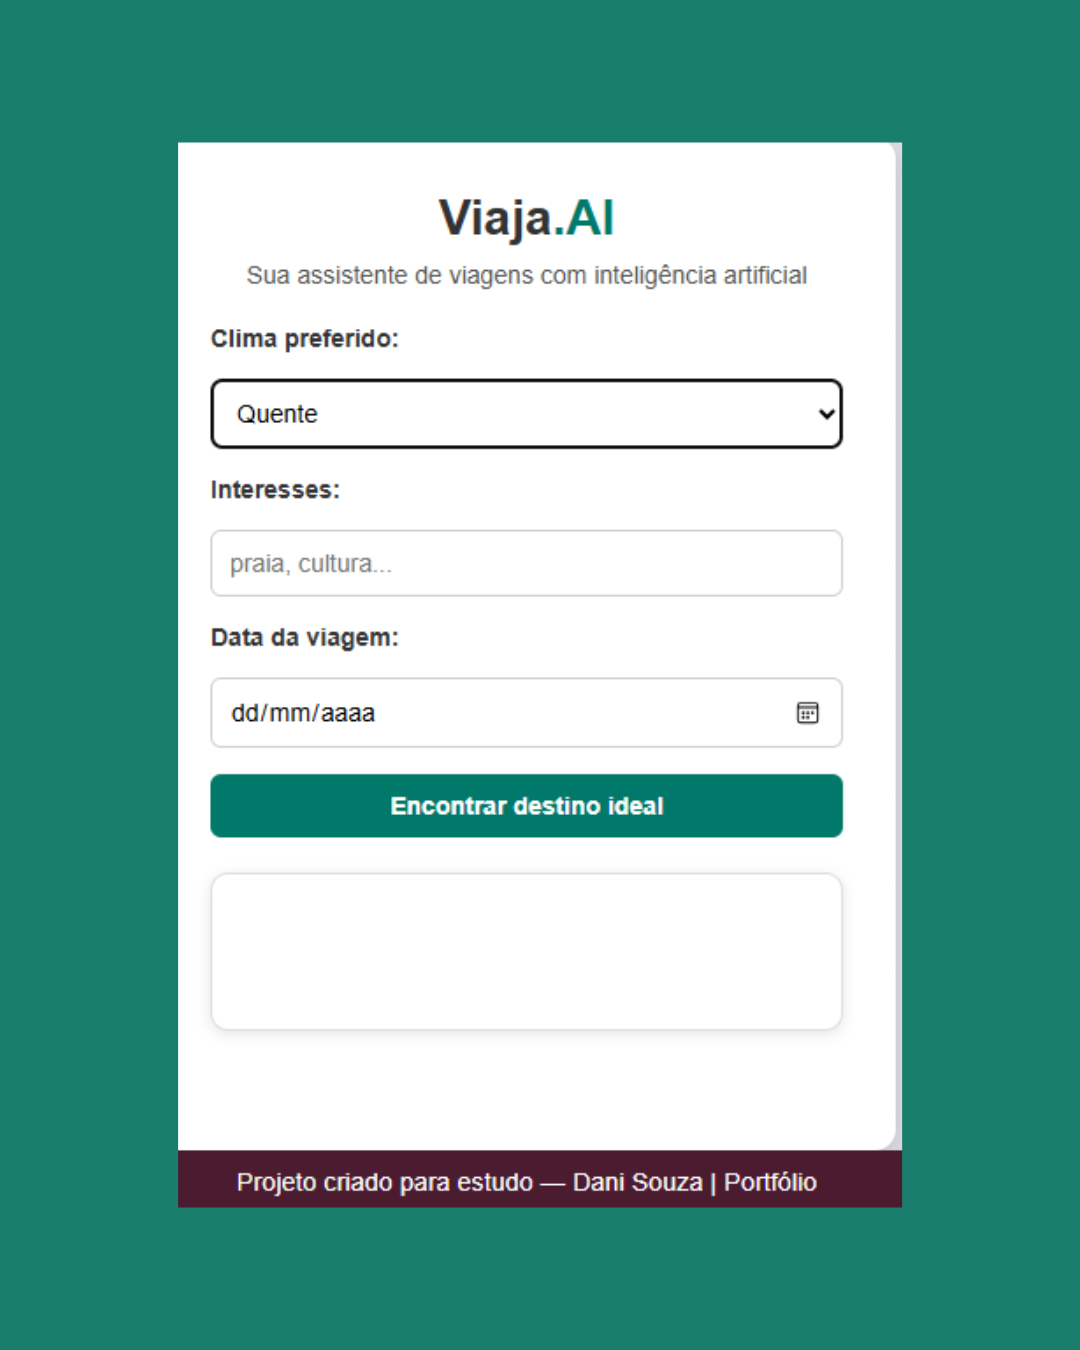 Viaja.AI
Sua assistente de viagens com inteligência artificial
Clima preferido:
Quente
Interesses:
praia, cultura...
Data da viagem:
dd/mm/aaaa
Encontrar destino ideal
Projeto criado para estudo — Dani Souza | Portfólio